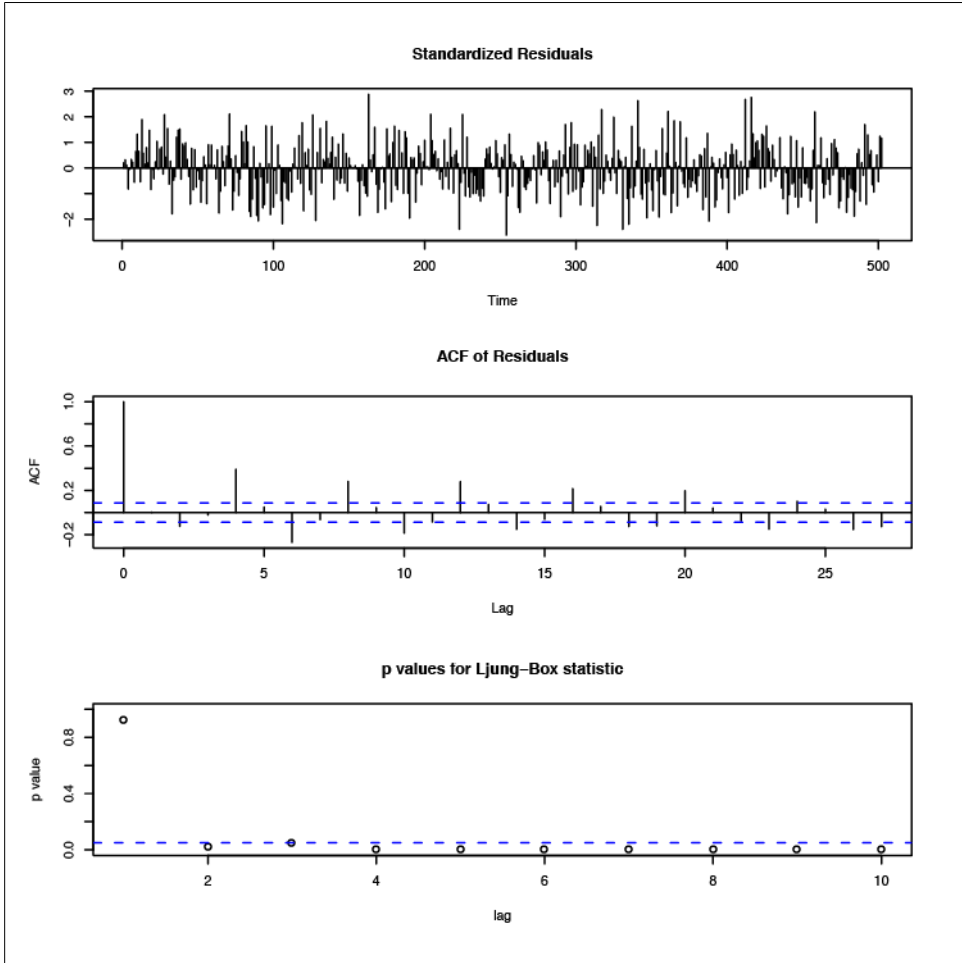 Standardized Residuals
3
2
1
0
−2
0 100 200 300 400 500
Time
ACF of Residuals
1.0
0.6
0.2
−0.2
ACF
0 5 10 15 20 25
Lag
p values for Ljung−Box statistic
0.8
0.4
0.0
p value
2 4 6 8 10
lag